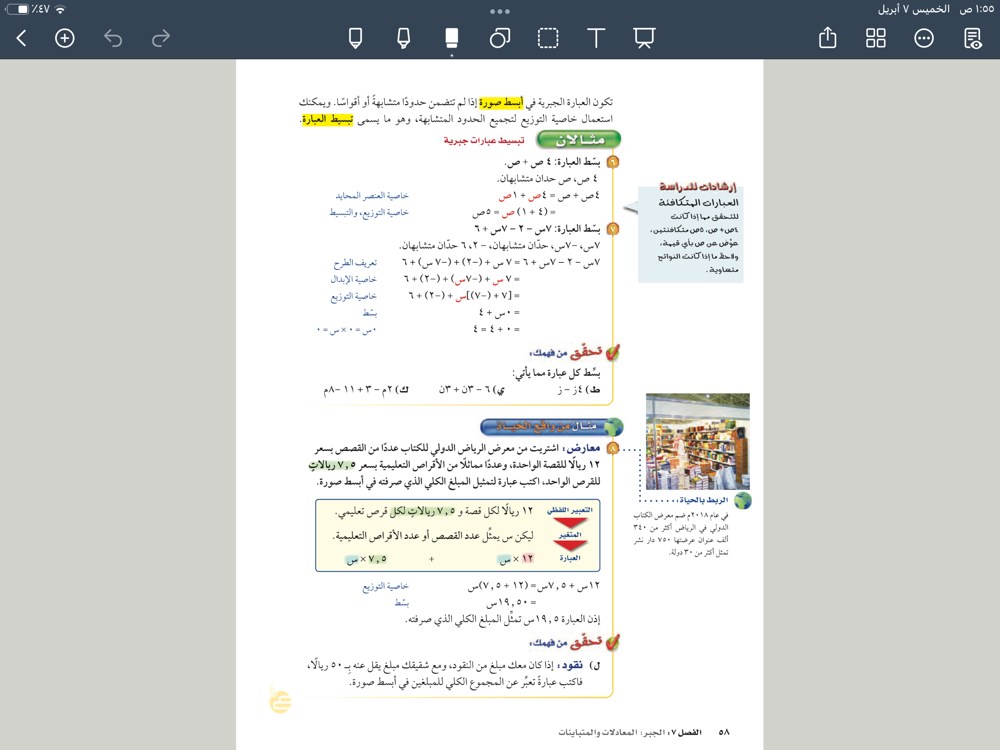 ١:٥٥ ص الخميس ٧ أبريل
٤٧٪
تكون العبارة الجبرية في أبسط صورة إذا لم تتضمن حدودًا متشابهةً أو أقواسًا. ويمكنك
استعمال خاصية التوزيع لتجميع الحدود المتشابهة، وهو ما يسمى تبسيط العبارة.
مثالان تبسيط عبارات جبرية
٦ بسّط العبارة: ٤ ص + ص.
٤ ص، ص حدان متشابهان.
٤ص + ص = ٤ص + ١ص خاصية العنصر المحايد
= (٤ + ١) ص = ٥ص خاصية التوزيع، والتبسيط
٧ بسّط العبارة: ٧س – ٢ – ٧س + ٦
٧س، –٧س، حدّان متشابهان، – ٢، ٦ حدّان متشابهان.
٧س – ٢ – ٧س + ٦ = ٧ س + (–٢) + (–٧ س) + ٦ تعريف الطرح
= ٧ س + (–٧س) + (–٢) + ٦ خاصية الإبدال
= [٧ + (–٧)]س + (–٢) + ٦ خاصية التوزيع
= ٠س + ٤ بسّط
= ٠ + ٤ = ٤ ٠س = ٠ × س = ٠
تحقّق من فهمك:
بسِّط كل عبارة مما يأتي:
ط) ٤ز – ز ي) ٦ – ٣ن + ٣ن ك) ٢م – ٣ + ١١ –٨م
إرشادات للدراسة
العبارات المتكافئة
للتحقق مما إذا كانت
٤ص+ ص، ٥ص متكافئتين،
عوِّض عن ص بأي قيمة،
ولاحظ ما إذا كانت النواتج
متساوية.
مثال من واقع الحياة
٨ معارض: اشتريت من معرض الرياض الدولي للكتاب عددًا من القصص بسعر
١٢ ريالًا للقصة الواحدة، وعددًا مماثلًا من الأقراص التعليمية بسعر ٧,٥ ريالاتٍ
للقرص الواحد، اكتب عبارة لتمثيل المبلغ الكلي الذي صرفته في أبسط صورة.
التعبير اللفظي ١٢ ريالًا لكل قصة و ٧,٥ ريالاتٍ لكل قرص تعليمي.
المتغير ليكن س يمثِّل عدد القصص أو عدد الأقراص التعليمية.
العبارة ١٢ × س + ٧,٥ × س
١٢س + ٧,٥س = (١٢ + ٧,٥)س خاصية التوزيع
= ١٩,٥٠س بسّط
إذن العبارة ١٩,٥س تمثِّل المبلغ الكلي الذي صرفته.
الربط بالحياة:
في عام ٢٠١٨م ضم معرض الكتاب
الدولي في الرياض أكثر من ٣٤٠
ألف عنوان عرضتها ٧٥٠ دار نشر
تمثل أكثر من ٣٠ دولة.
تحقّق من فهمك:
ل) نقود: إذا كان معك مبلغ من النقود، ومع شقيقك مبلغ يقل عنه بِـ ٥٠ ريالًا،
فاكتب عبارةً تعبِّر عن المجموع الكلي للمبلغين في أبسط صورة.
٥٨ الفصل ٧: الجبر: المعادلات والمتباينات